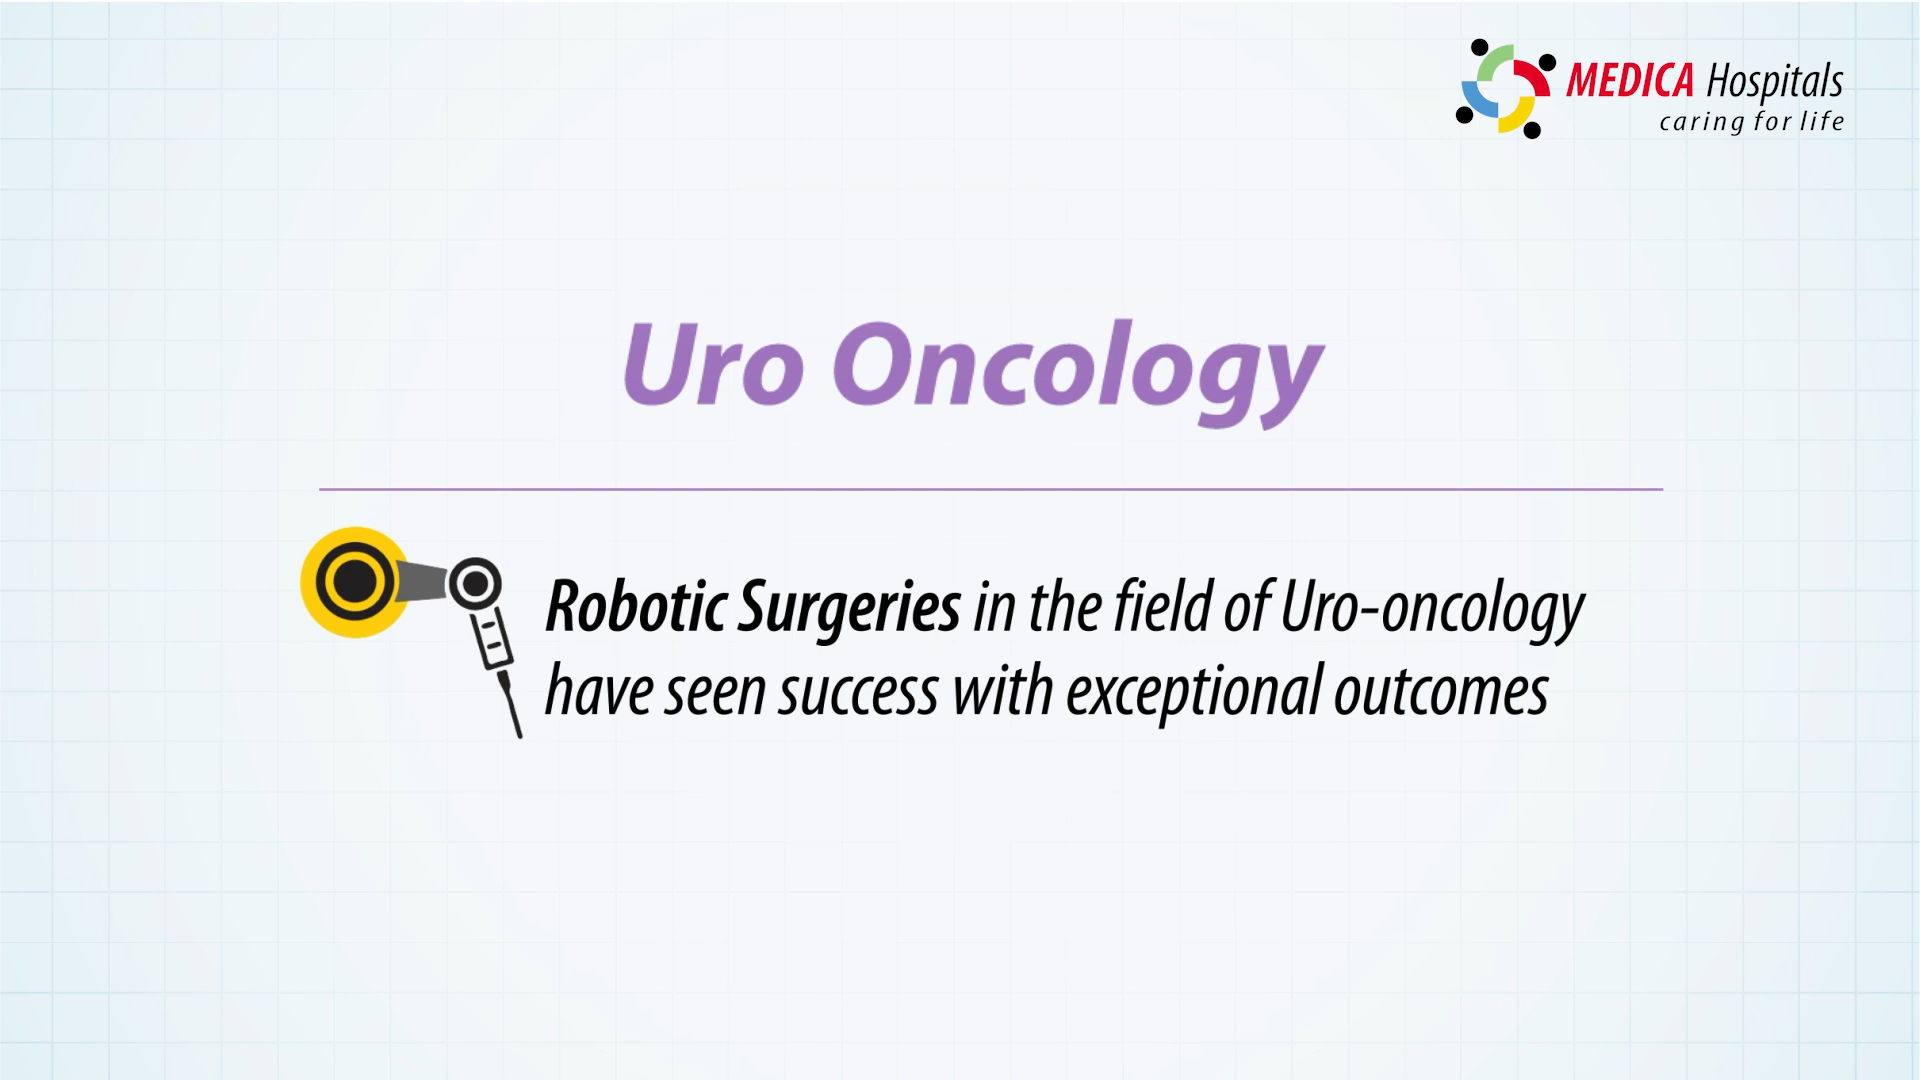 MEDICA Hospitals
caring for life
Uro Oncology
Robotic Surgeries in the field of Uro-oncology
have seen success with exceptional outcomes